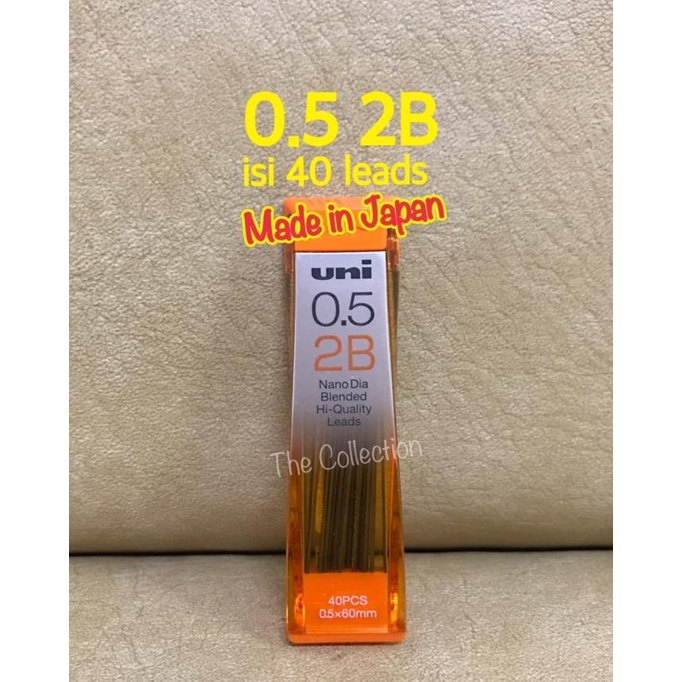 0.5 2B
isi 40 leads
Made in Japan
uni
0.5
2B
Nano Dia
Blended
Hi-Quality
Leads
The Collection
40PCS
0.5×60mm